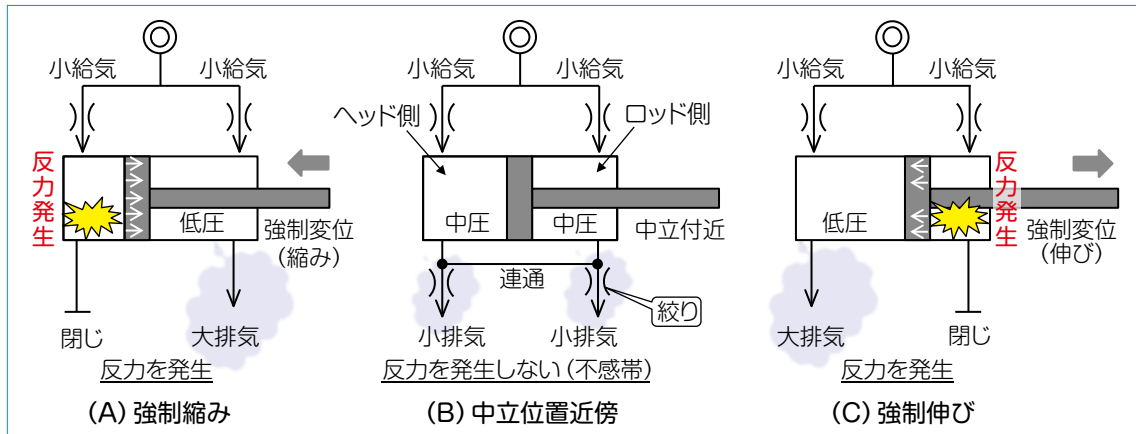 小給気 小給気
反力発生
低圧
強制変位
(縮み)
閉じ
大排気
反力を発生
(A) 強制縮み
小給気 小給気
ヘッド側
ロッド側
中圧 中圧
中立付近
連通
絞り
小排気 小排気
反力を発生しない(不感帯)
(B) 中立位置近傍
小給気 小給気
低圧
反力発生
強制変位
(伸び)
大排気
閉じ
反力を発生
(C) 強制伸び